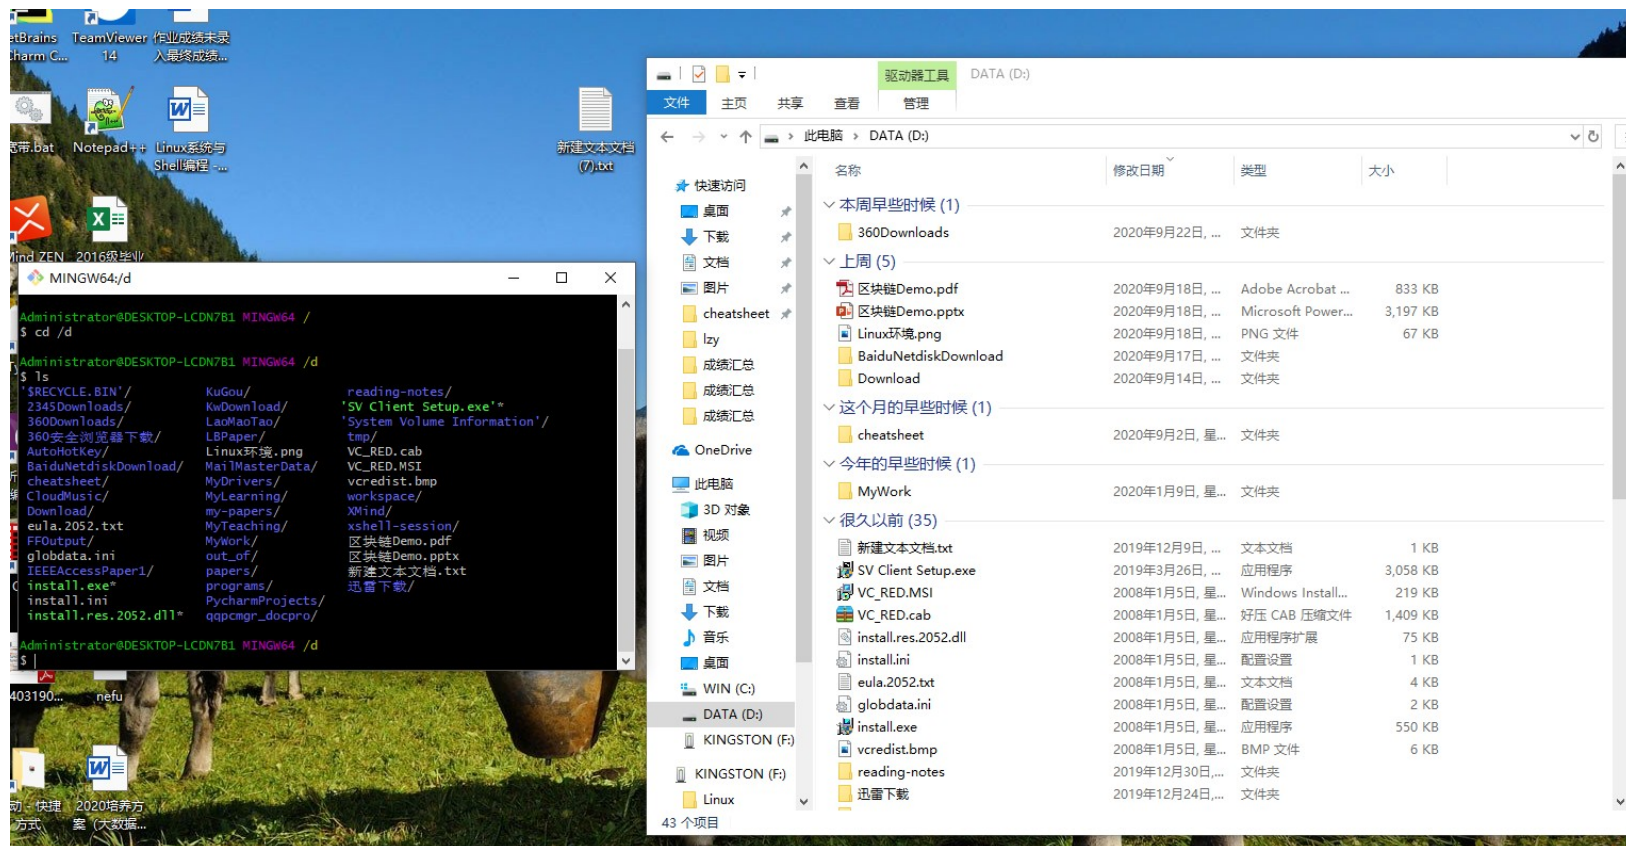 etBrains
charm C...
TeamViewer
14
作业成绩未录
入最终成绩...
宽带.bat
Notepad++
Linux系统与
Shell编程 -...
新建文本文档
(7).txt
Mind ZEN
2016级毕业
MINGW64:/d
Administrator@DESKTOP-LCDN7B1 MINGW64 /
$ cd /d
Administrator@DESKTOP-LCDN7B1 MINGW64 /d
$ ls
'$RECYCLE.BIN'/ KuGou/ reading-notes/
2345Downloads/ KwDownload/ 'SV Client Setup.exe'*
360Downloads/ LaoMaoTao/ 'System Volume Information'/
360安全浏览器下载/ LBPaper/ tmp/
AutoHotKey/ Linux环境.png VC_RED.cab
BaiduNetdiskDownload/ MailMasterData/ VC_RED.MSI
cheatsheet/ MyDrivers/ vcredist.bmp
CloudMusic/ MyLearning/ workspace/
Download/ my-papers/ XMind/
eula.2052.txt MyTeaching/ xshell-session/
FFOutput/ MyWork/ 区块链Demo.pdf
globdata.ini out_of/ 区块链Demo.pptx
IEEEAccessPaper1/ papers/ 新建文本文档.txt
install.exe* programs/ 迅雷下载/
install.ini PycharmProjects/
install.res.2052.dll* qqpcmgr_docpro/
Administrator@DESKTOP-LCDN7B1 MINGW64 /d
$
403190...
nefu
动 - 快捷
方式
2020培养方
案（大数据...
驱动器工具 DATA (D:)
文件 主页 共享 查看 管理
此电脑 › DATA (D:)
快速访问
桌面
下载
文档
图片
cheatsheet
lzy
成绩汇总
成绩汇总
成绩汇总
OneDrive
此电脑
3D 对象
视频
图片
文档
下载
音乐
桌面
WIN (C:)
DATA (D:)
KINGSTON (F:)
KINGSTON (F:)
Linux
名称 修改日期 类型 大小
本周早些时候 (1)
360Downloads 2020年9月22日, ... 文件夹
上周 (5)
区块链Demo.pdf 2020年9月18日, ... Adobe Acrobat ... 833 KB
区块链Demo.pptx 2020年9月18日, ... Microsoft Power... 3,197 KB
Linux环境.png 2020年9月18日, ... PNG 文件 67 KB
BaiduNetdiskDownload 2020年9月17日, ... 文件夹
Download 2020年9月14日, ... 文件夹
这个月的早些时候 (1)
cheatsheet 2020年9月2日, 星... 文件夹
今年的早些时候 (1)
MyWork 2020年1月9日, 星... 文件夹
很久以前 (35)
新建文本文档.txt 2019年12月9日, ... 文本文档 1 KB
SV Client Setup.exe 2019年3月26日, ... 应用程序 3,058 KB
VC_RED.MSI 2008年1月5日, 星... Windows Install... 219 KB
VC_RED.cab 2008年1月5日, 星... 好压 CAB 压缩文件 1,409 KB
install.res.2052.dll 2008年1月5日, 星... 应用程序扩展 75 KB
install.ini 2008年1月5日, 星... 配置设置 1 KB
eula.2052.txt 2008年1月5日, 星... 文本文档 4 KB
globdata.ini 2008年1月5日, 星... 配置设置 2 KB
install.exe 2008年1月5日, 星... 应用程序 550 KB
vcredist.bmp 2008年1月5日, 星... BMP 文件 6 KB
reading-notes 2019年12月30日,... 文件夹
迅雷下载 2019年12月24日,... 文件夹
43 个项目